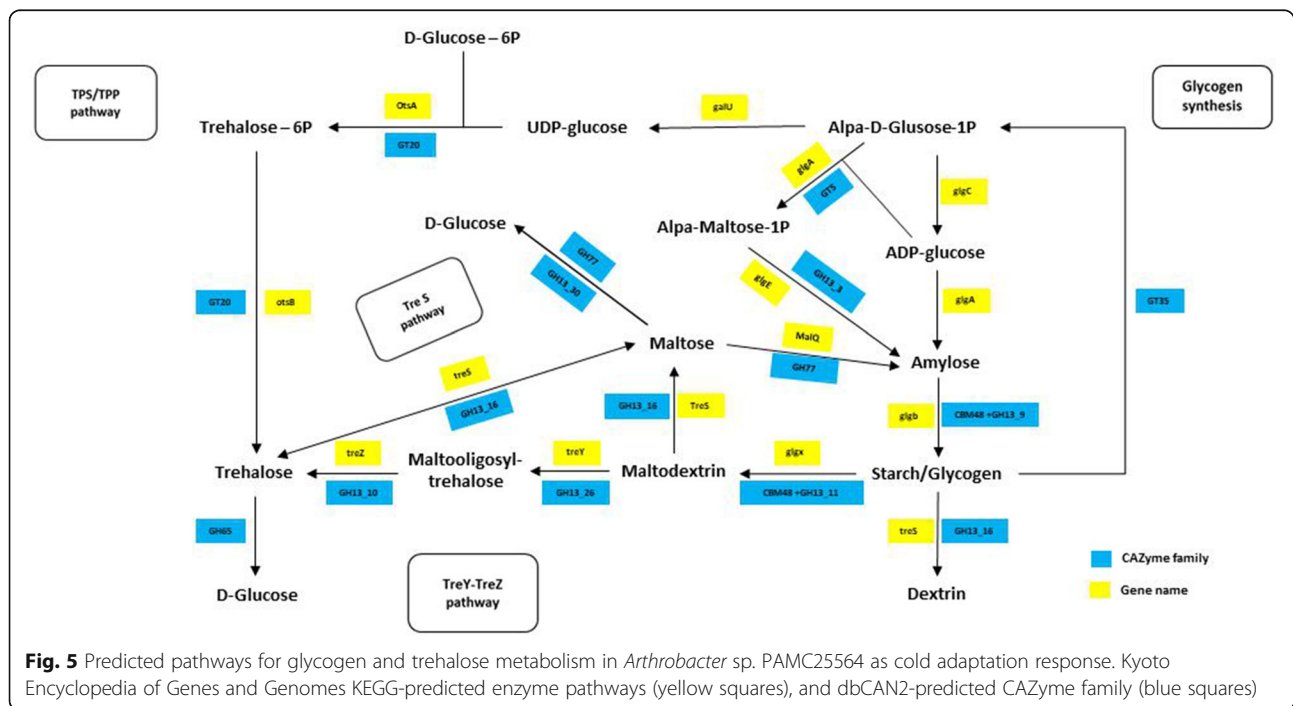 D-Glucose – 6P
TPS/TPP
pathway
Glycogen
synthesis
OtsA
galU
Trehalose – 6P
UDP-glucose
Alpa-D-Glusose-1P
GT20
glgA
GT5
glgC
D-Glucose
Alpa-Maltose-1P
ADP-glucose
GH77
GH13_30
glgE
GH13_3
glgA
GT20
otsB
GT35
Tre S
pathway
Maltose
MalQ
GH77
Amylose
treS
GH13_16
GH13_16
TreS
glgb
CBM48 +GH13_9
Trehalose
treZ
GH13_10
Maltooligosyl-
trehalose
treY
GH13_26
Maltodextrin
glgx
CBM48 +GH13_11
Starch/Glycogen
GH65
treS
GH13_16
CAZyme family
Gene name
D-Glucose
TreY-TreZ
pathway
Dextrin
Fig. 5 Predicted pathways for glycogen and trehalose metabolism in Arthrobacter sp. PAMC25564 as cold adaptation response. Kyoto
Encyclopedia of Genes and Genomes KEGG-predicted enzyme pathways (yellow squares), and dbCAN2-predicted CAZyme family (blue squares)